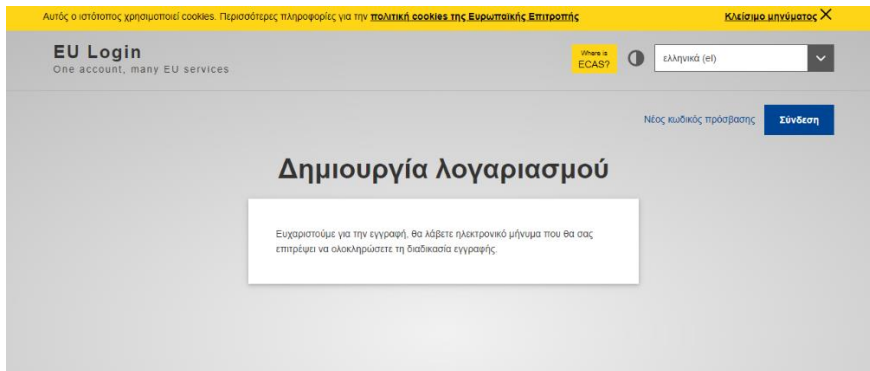 Αυτός ο ιστότοπος χρησιμοποιεί cookies. Περισσότερες πληροφορίες για την πολιτική cookies της Ευρωπαϊκής Επιτροπής Κλείσιμο μηνύματος
EU Login
One account, many EU services
Where is
ECAS?
ελληνικά (el)
Νέος κωδικός πρόσβασης Σύνδεση
Δημιουργία λογαριασμού
Ευχαριστούμε για την εγγραφή, θα λάβετε ηλεκτρονικό μήνυμα που θα σας
επιτρέψει να ολοκληρώσετε τη διαδικασία εγγραφής.